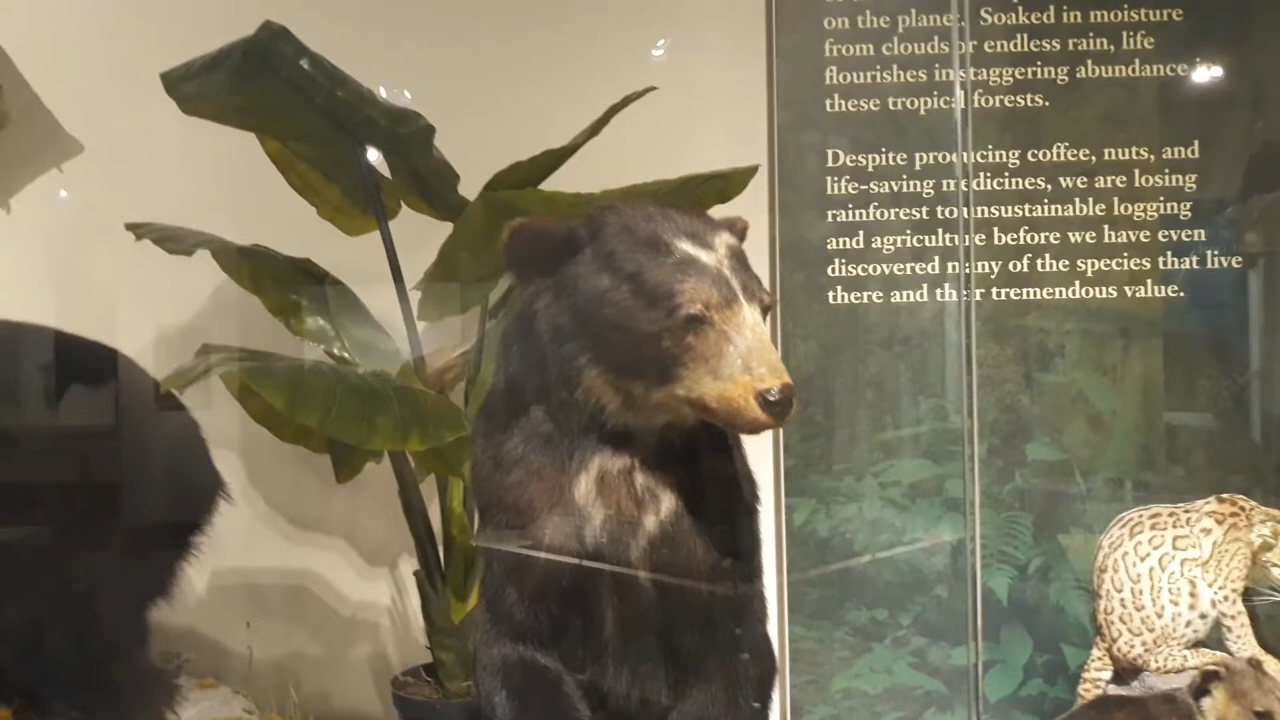 on the planet. Soaked in moisture
from clouds or endless rain, life
flourishes in staggering abundance in
these tropical forests.
Despite producing coffee, nuts, and
life-saving medicines, we are losing
rainforest to unsustainable logging
and agriculture before we have even
discovered many of the species that live
there and their tremendous value.